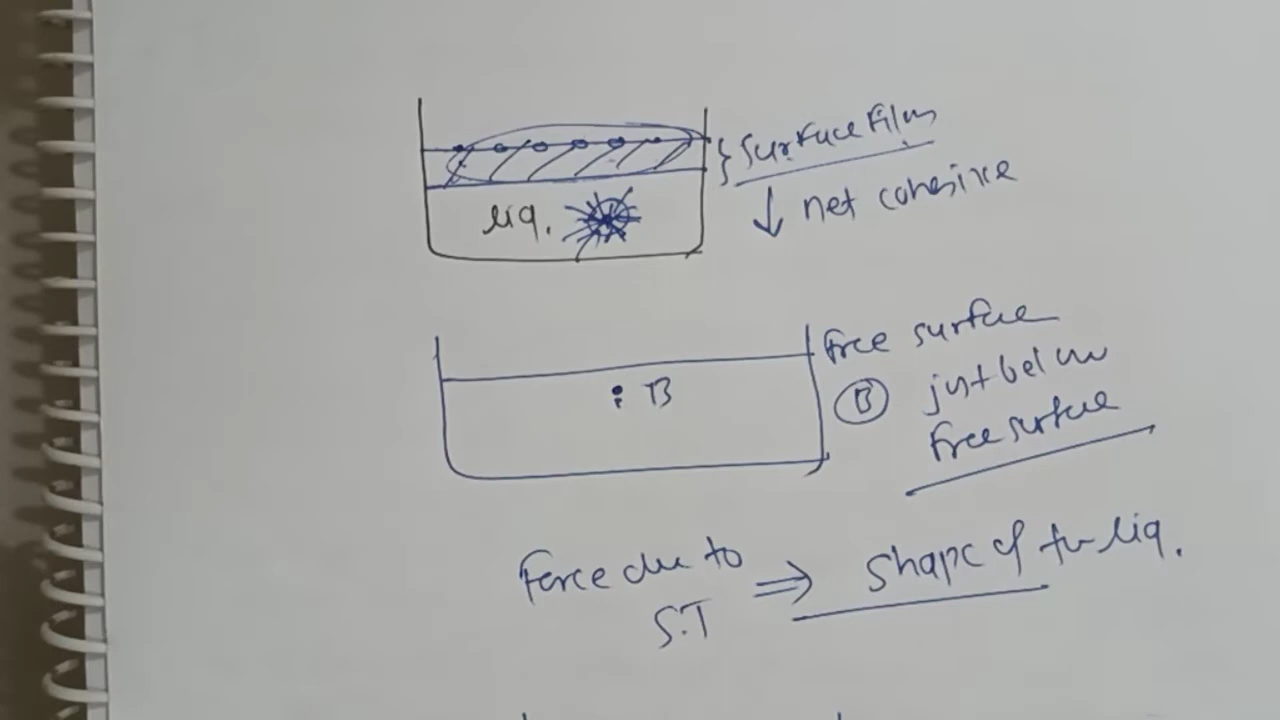 } Surface Film
liq.
↓ net cohesive
Free surface
B
Ⓑ just below
Free surface
Force due to
S.T
⇒ Shape of the liq.